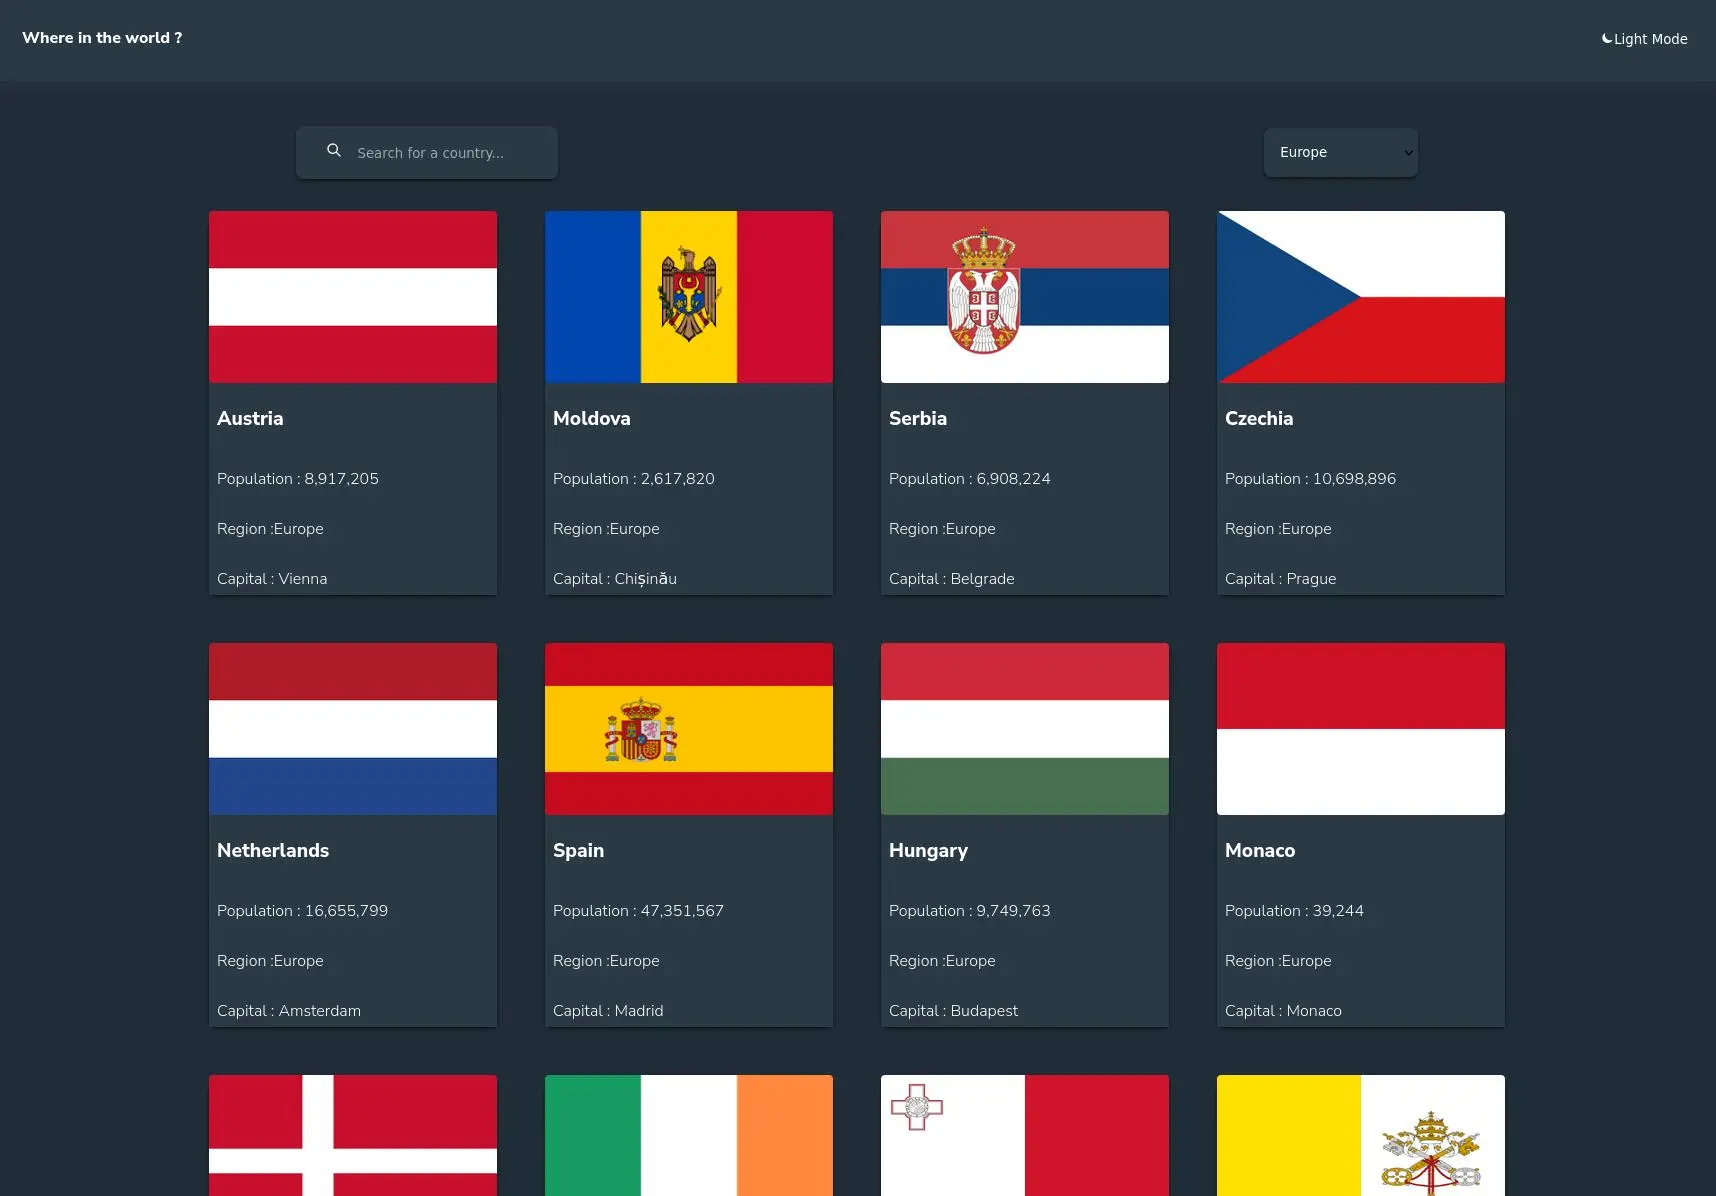 Where in the world ?
Light Mode
Search for a country...
Europe
Austria
Population : 8,917,205
Region :Europe
Capital : Vienna
Moldova
Population : 2,617,820
Region :Europe
Capital : Chișinău
Serbia
Population : 6,908,224
Region :Europe
Capital : Belgrade
Czechia
Population : 10,698,896
Region :Europe
Capital : Prague
Netherlands
Population : 16,655,799
Region :Europe
Capital : Amsterdam
Spain
Population : 47,351,567
Region :Europe
Capital : Madrid
Hungary
Population : 9,749,763
Region :Europe
Capital : Budapest
Monaco
Population : 39,244
Region :Europe
Capital : Monaco